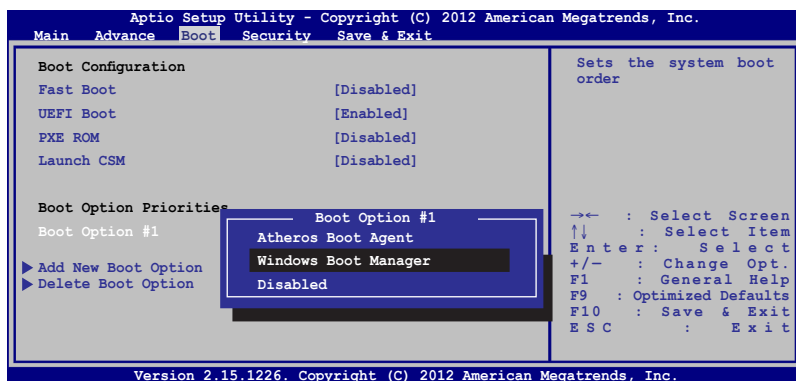 Aptio Setup Utility - Copyright (C) 2012 American Megatrends, Inc.
Main Advance Boot Security Save & Exit
Boot Configuration
Fast Boot [Disabled]
UEFI Boot [Enabled]
PXE ROM [Disabled]
Launch CSM [Disabled]
Boot Option Priorities
Boot Option #1
Add New Boot Option
Delete Boot Option
Boot Option #1
Atheros Boot Agent
Windows Boot Manager
Disabled
Sets the system boot
order
→← : Select Screen
↑↓ : Select Item
Enter: Select
+/— : Change Opt.
F1 : General Help
F9 : Optimized Defaults
F10 : Save & Exit
ESC : Exit
Version 2.15.1226. Copyright (C) 2012 American Megatrends, Inc.